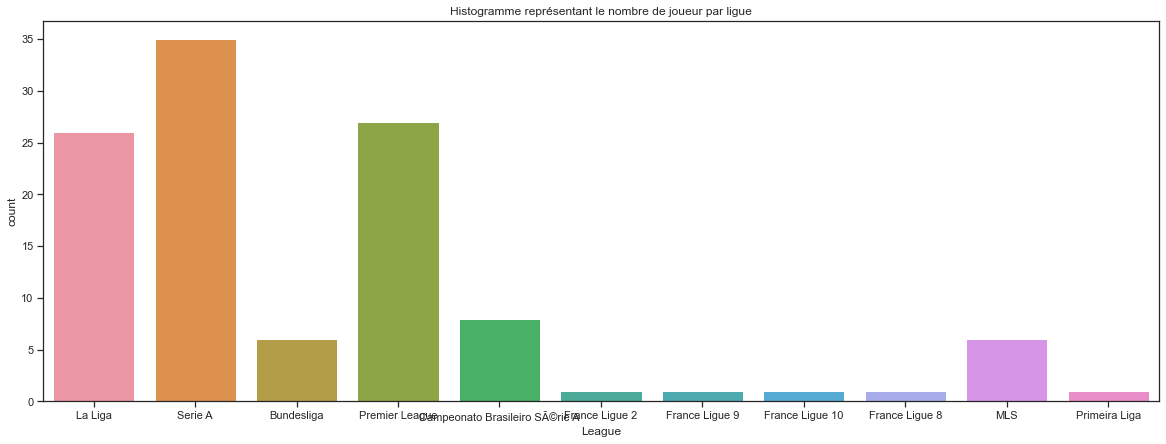 Histogramme représentant le nombre de joueur par ligue
35
30
25
20
15
10
5
0
count
La Liga
Serie A
Bundesliga
Premier League
Campeonato Brasileiro SÃ©rie A
France Ligue 2
France Ligue 9
France Ligue 10
France Ligue 8
MLS
Primeira Liga
League